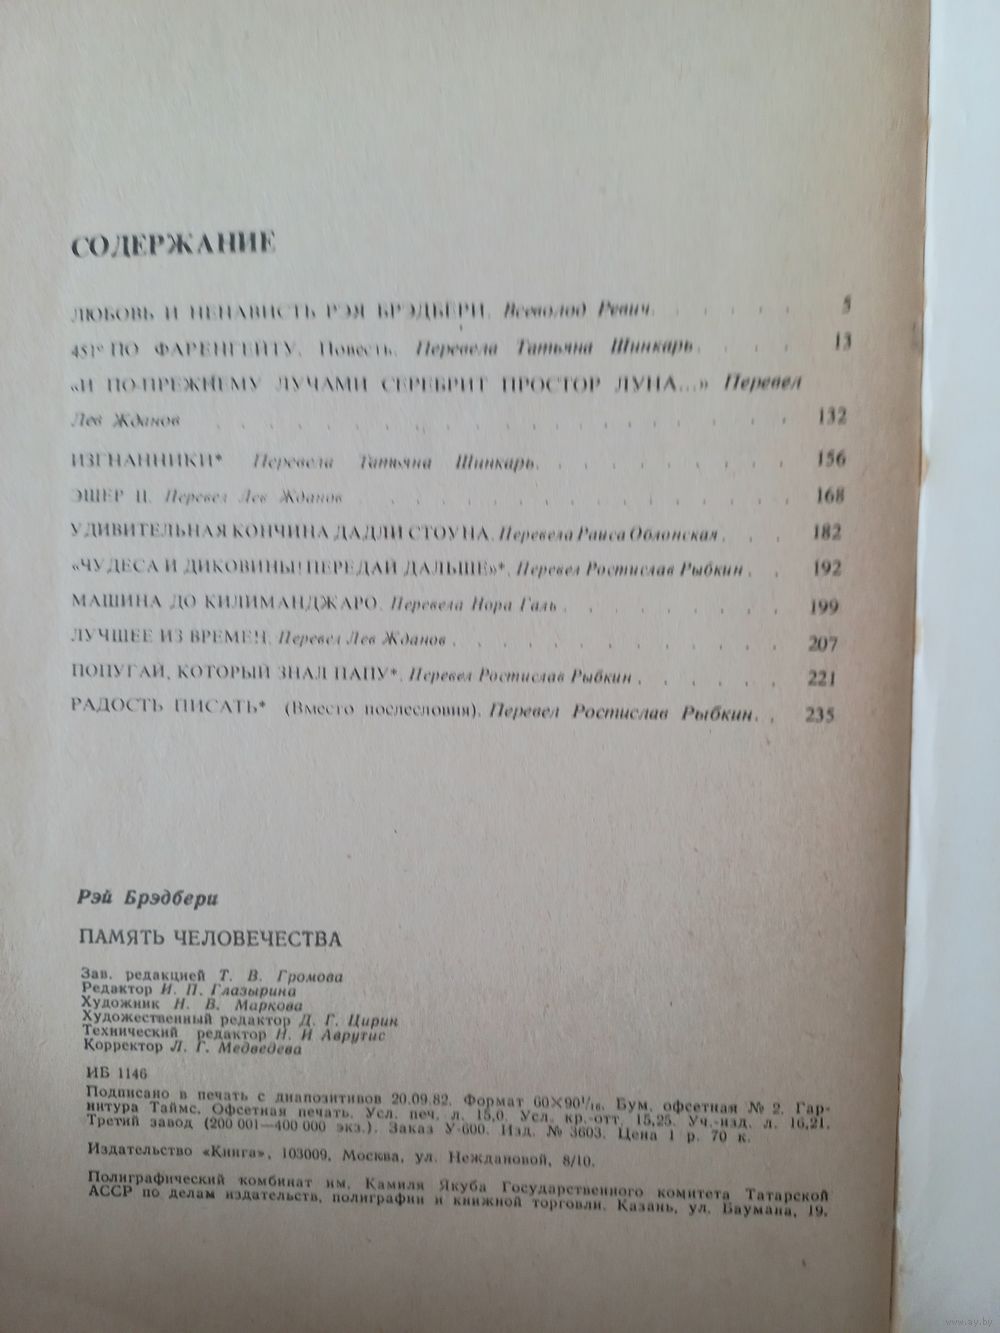 СОДЕРЖАНИЕ
ЛЮБОВЬ И НЕНАВИСТЬ РЭЯ БРЭДБЕРИ. Всеволод Ревич. 5
451° ПО ФАРЕНГЕЙТУ. Повесть. Перевела Татьяна Шинкарь. 13
«И ПО-ПРЕЖНЕМУ ЛУЧАМИ СЕРЕБРИТ ПРОСТОР ЛУНА...» Перевел
Лев Жданов 132
ИЗГНАННИКИ* Перевела Татьяна Шинкарь. 156
ЭШЕР II. Перевел Лев Жданов 168
УДИВИТЕЛЬНАЯ КОНЧИНА ДАДЛИ СТОУНА. Перевела Раиса Облонская. 182
«ЧУДЕСА И ДИКОВИНЫ! ПЕРЕДАЙ ДАЛЬШЕ»*. Перевел Ростислав Рыбкин. 192
МАШИНА ДО КИЛИМАНДЖАРО. Перевела Нора Галь. 199
ЛУЧШЕЕ ИЗ ВРЕМЕН. Перевел Лев Жданов. 207
ПОПУГАЙ, КОТОРЫЙ ЗНАЛ ПАПУ*. Перевел Ростислав Рыбкин. 221
РАДОСТЬ ПИСАТЬ* (Вместо послесловия). Перевел Ростислав Рыбкин. 235
Рэй Брэдбери
ПАМЯТЬ ЧЕЛОВЕЧЕСТВА
Зав. редакцией Т. В. Громова
Редактор И. П. Глазырина
Художник Н. В. Маркова
Художественный редактор Д. Г. Цирин
Технический редактор Н. И Аврутис
Корректор Л. Г. Медведева
ИБ 1146
Подписано в печать с диапозитивов 20.09.82. Формат 60×90¹/₁₆. Бум. офсетная № 2. Гар-
нитура Таймс. Офсетная печать. Усл. печ. л. 15,0. Усл. кр.-отт. 15,25. Уч.-изд. л. 16,21.
Третий завод (200 001—400 000 экз.). Заказ У-600. Изд. № 3603. Цена 1 р. 70 к.
Издательство «Книга», 103009, Москва, ул. Неждановой, 8/10.
Полиграфический комбинат им. Камиля Якуба Государственного комитета Татарской
АССР по делам издательств, полиграфии и книжной торговли. Казань, ул. Баумана, 19.
www.ay.by